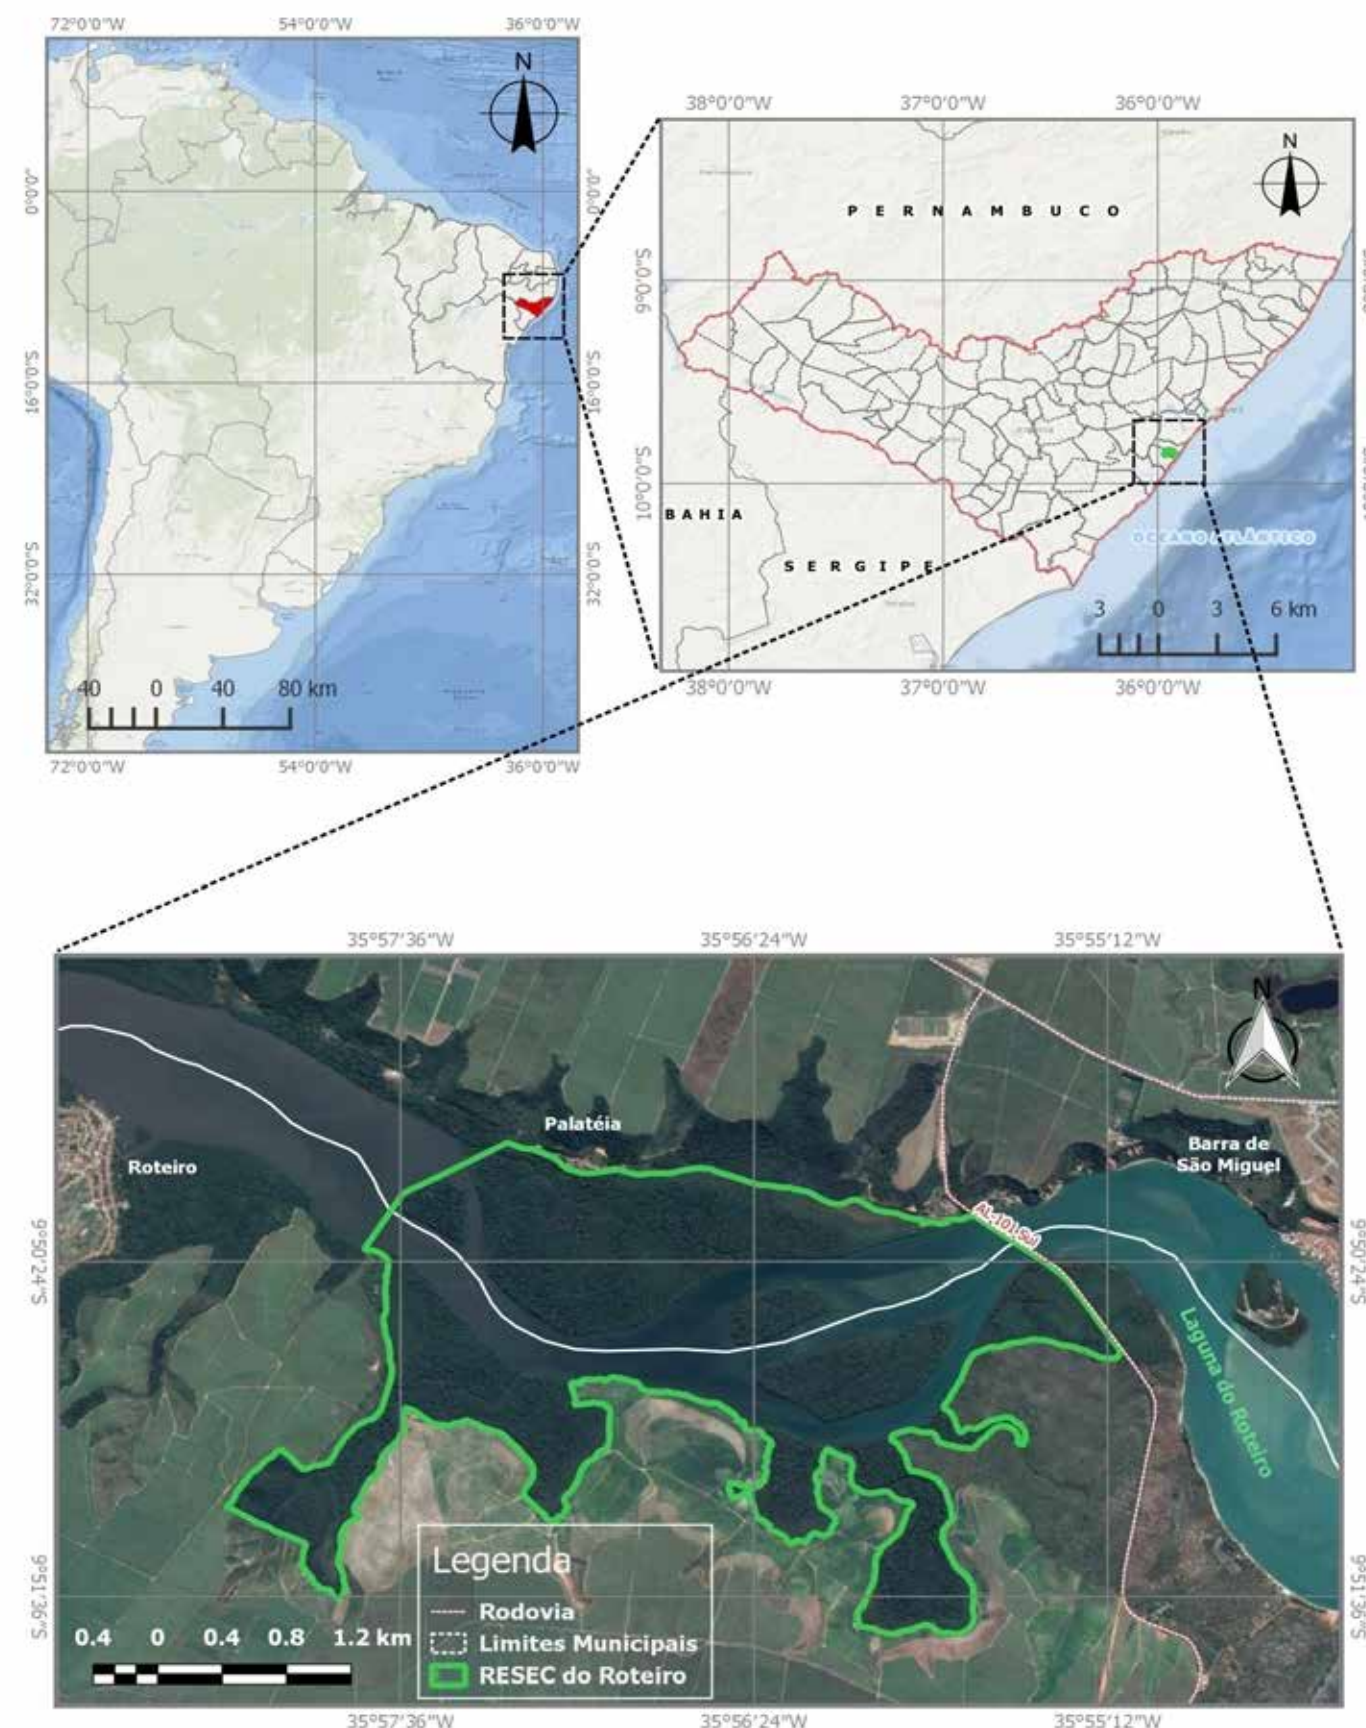 72°0'0"W 54°0'0"W 36°0'0"W
N
0°0'0"
0°0'0"
16°0'0"S
16°0'0"S
32°0'0"S
32°0'0"S
40 0 40 80 km
72°0'0"W 54°0'0"W 36°0'0"W
38°0'0"W 37°0'0"W 36°0'0"W
N
PERNAMBUCO
9°0'0"S
10°0'0"S
BAHIA
SERGIPE
OCEANO ATLÂNTICO
3 0 3 6 km
38°0'0"W 37°0'0"W 36°0'0"W
35°57'36"W 35°56'24"W 35°55'12"W
N
Palatéia
Roteiro
Barra de
São Miguel
AL-101 Sul
9°50'24"S
9°50'24"S
Laguna do Roteiro
9°51'36"S
9°51'36"S
Legenda
Rodovia
Limites Municipais
RESEC do Roteiro
0.4 0 0.4 0.8 1.2 km
35°57'36"W 35°56'24"W 35°55'12"W